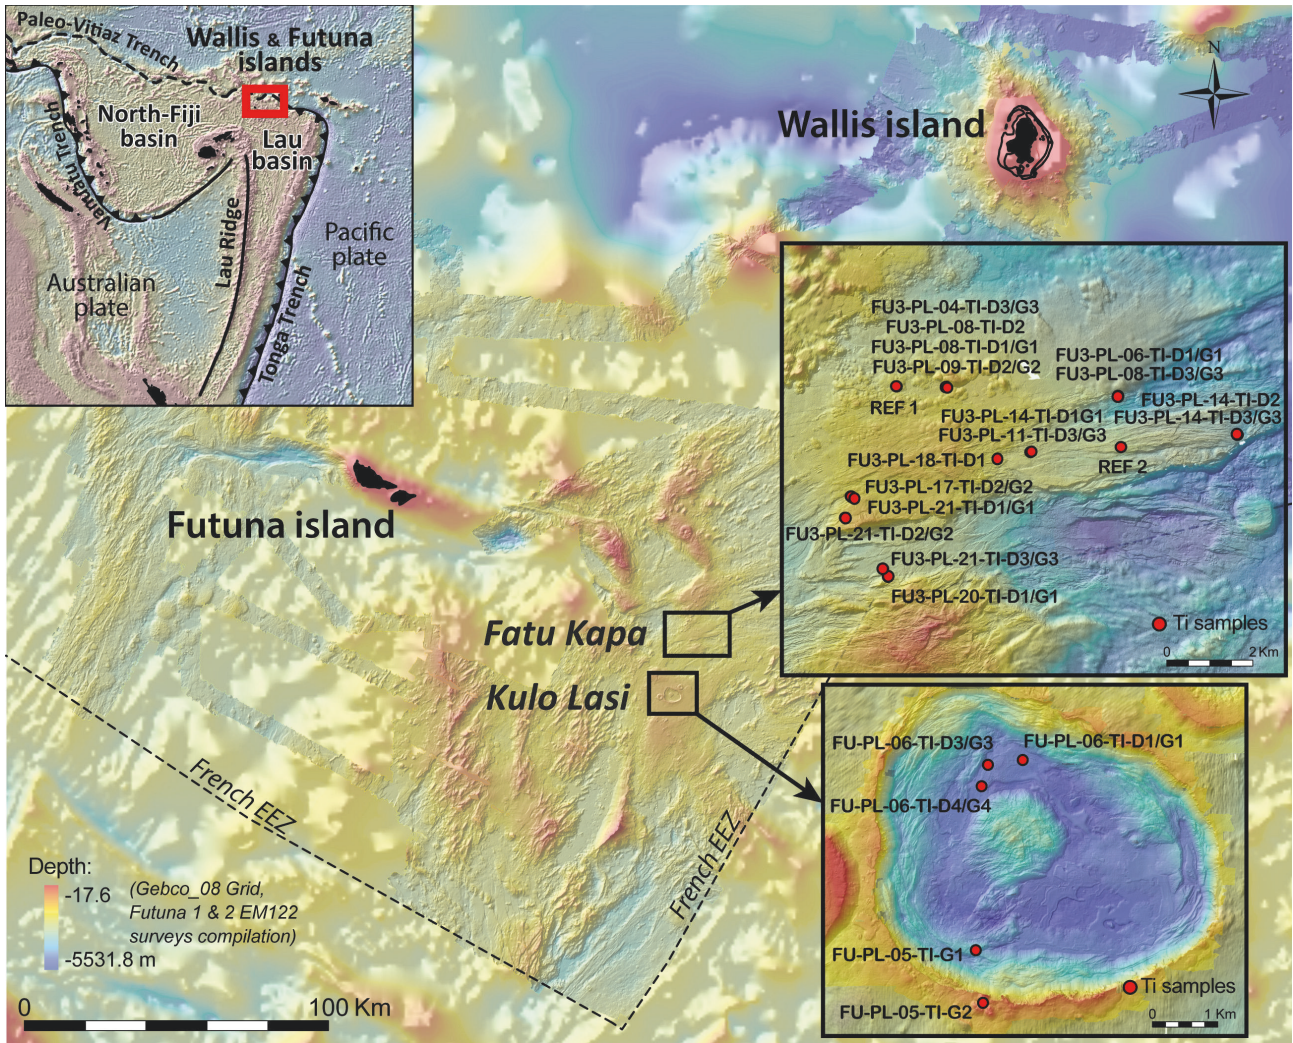 Paleo-Vitiaz Trench
Wallis & Futuna
islands
North-Fiji
basin
Lau
basin
Vanuatu Trench
Lau Ridge
Pacific
plate
Australian
plate
Tonga Trench
N
Wallis island
Futuna island
Fatu Kapa
Kulo Lasi
French EEZ
French EEZ
Depth:
-17.6
-5531.8 m
(Gebco_08 Grid,
Futuna 1 & 2 EM122
surveys compilation)
0 100 Km
FU3-PL-04-TI-D3/G3
FU3-PL-08-TI-D2
FU3-PL-08-TI-D1/G1
FU3-PL-09-TI-D2/G2
REF 1
FU3-PL-06-TI-D1/G1
FU3-PL-08-TI-D3/G3
FU3-PL-14-TI-D2
FU3-PL-14-TI-D3/G3
FU3-PL-14-TI-D1G1
FU3-PL-11-TI-D3/G3
FU3-PL-18-TI-D1
REF 2
FU3-PL-17-TI-D2/G2
FU3-PL-21-TI-D1/G1
FU3-PL-21-TI-D2/G2
FU3-PL-21-TI-D3/G3
FU3-PL-20-TI-D1/G1
Ti samples
0 2 Km
FU-PL-06-TI-D3/G3
FU-PL-06-TI-D1/G1
FU-PL-06-TI-D4/G4
FU-PL-05-TI-G1
FU-PL-05-TI-G2
Ti samples
0 1 Km